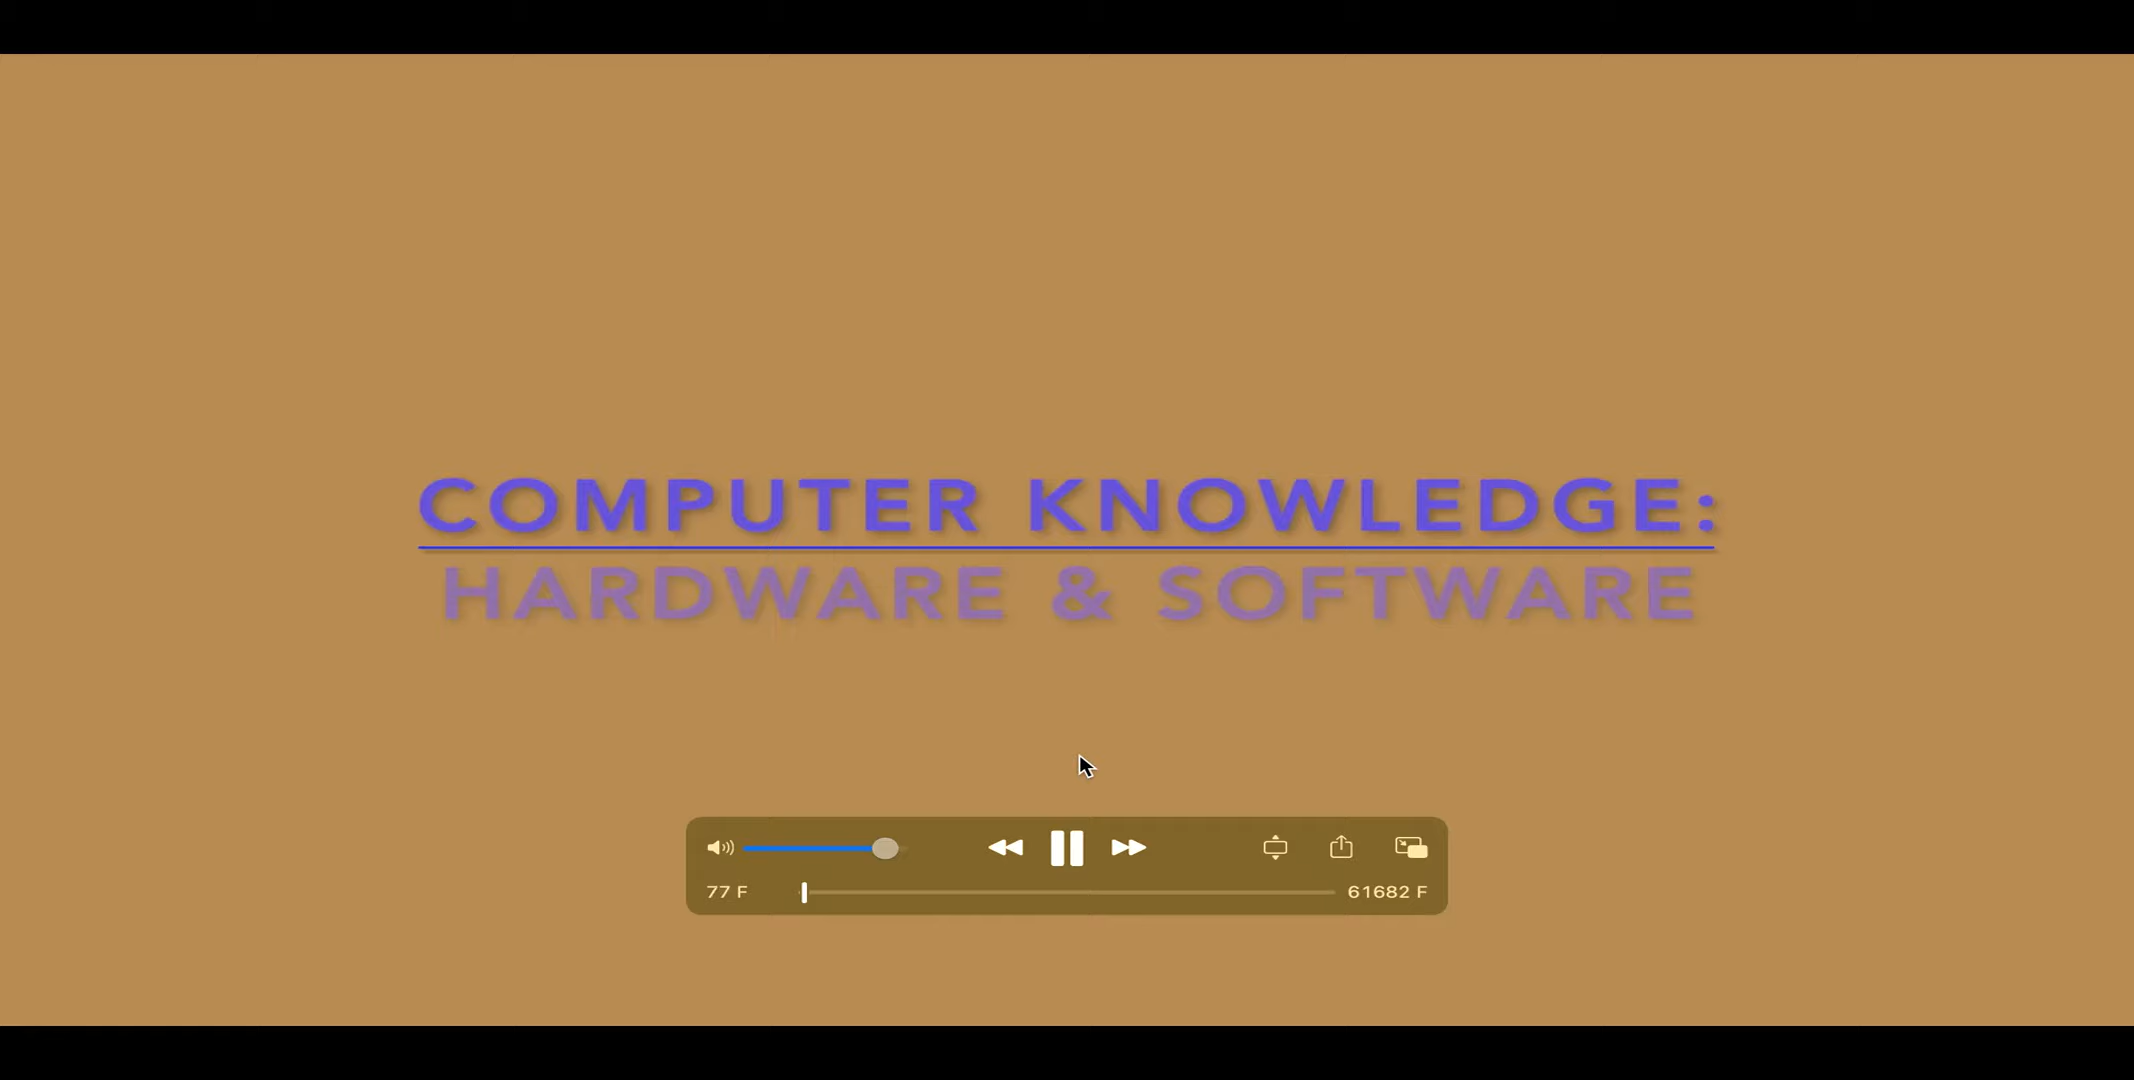 COMPUTER KNOWLEDGE:
HARDWARE & SOFTWARE
77 F
61682 F